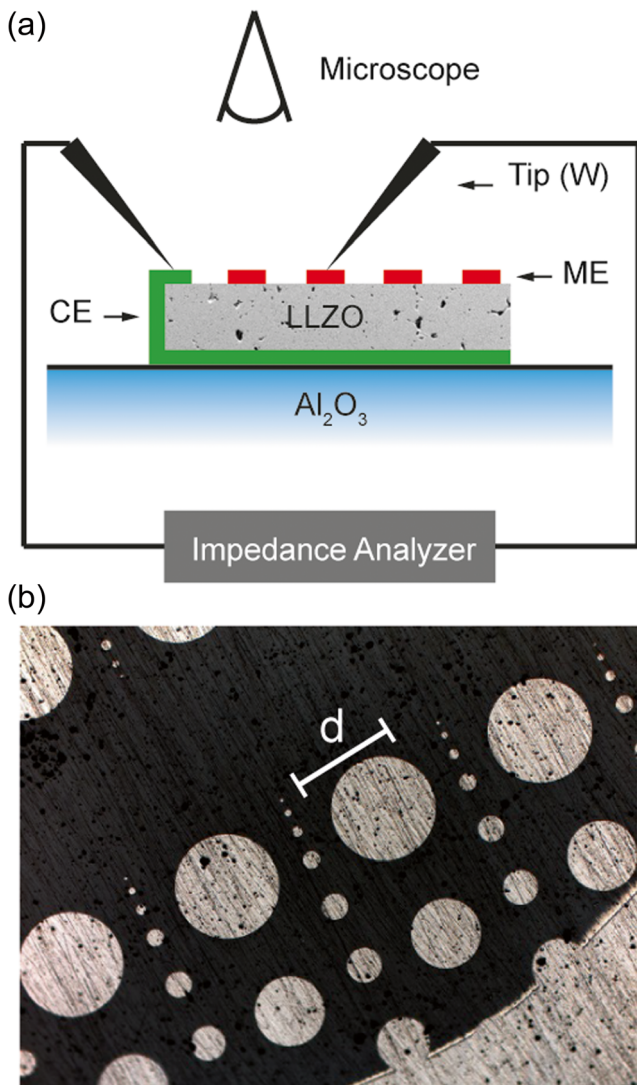 (a)
Microscope
Tip (W)
ME
CE
LLZO
Al₂O₃
Impedance Analyzer
(b)
d